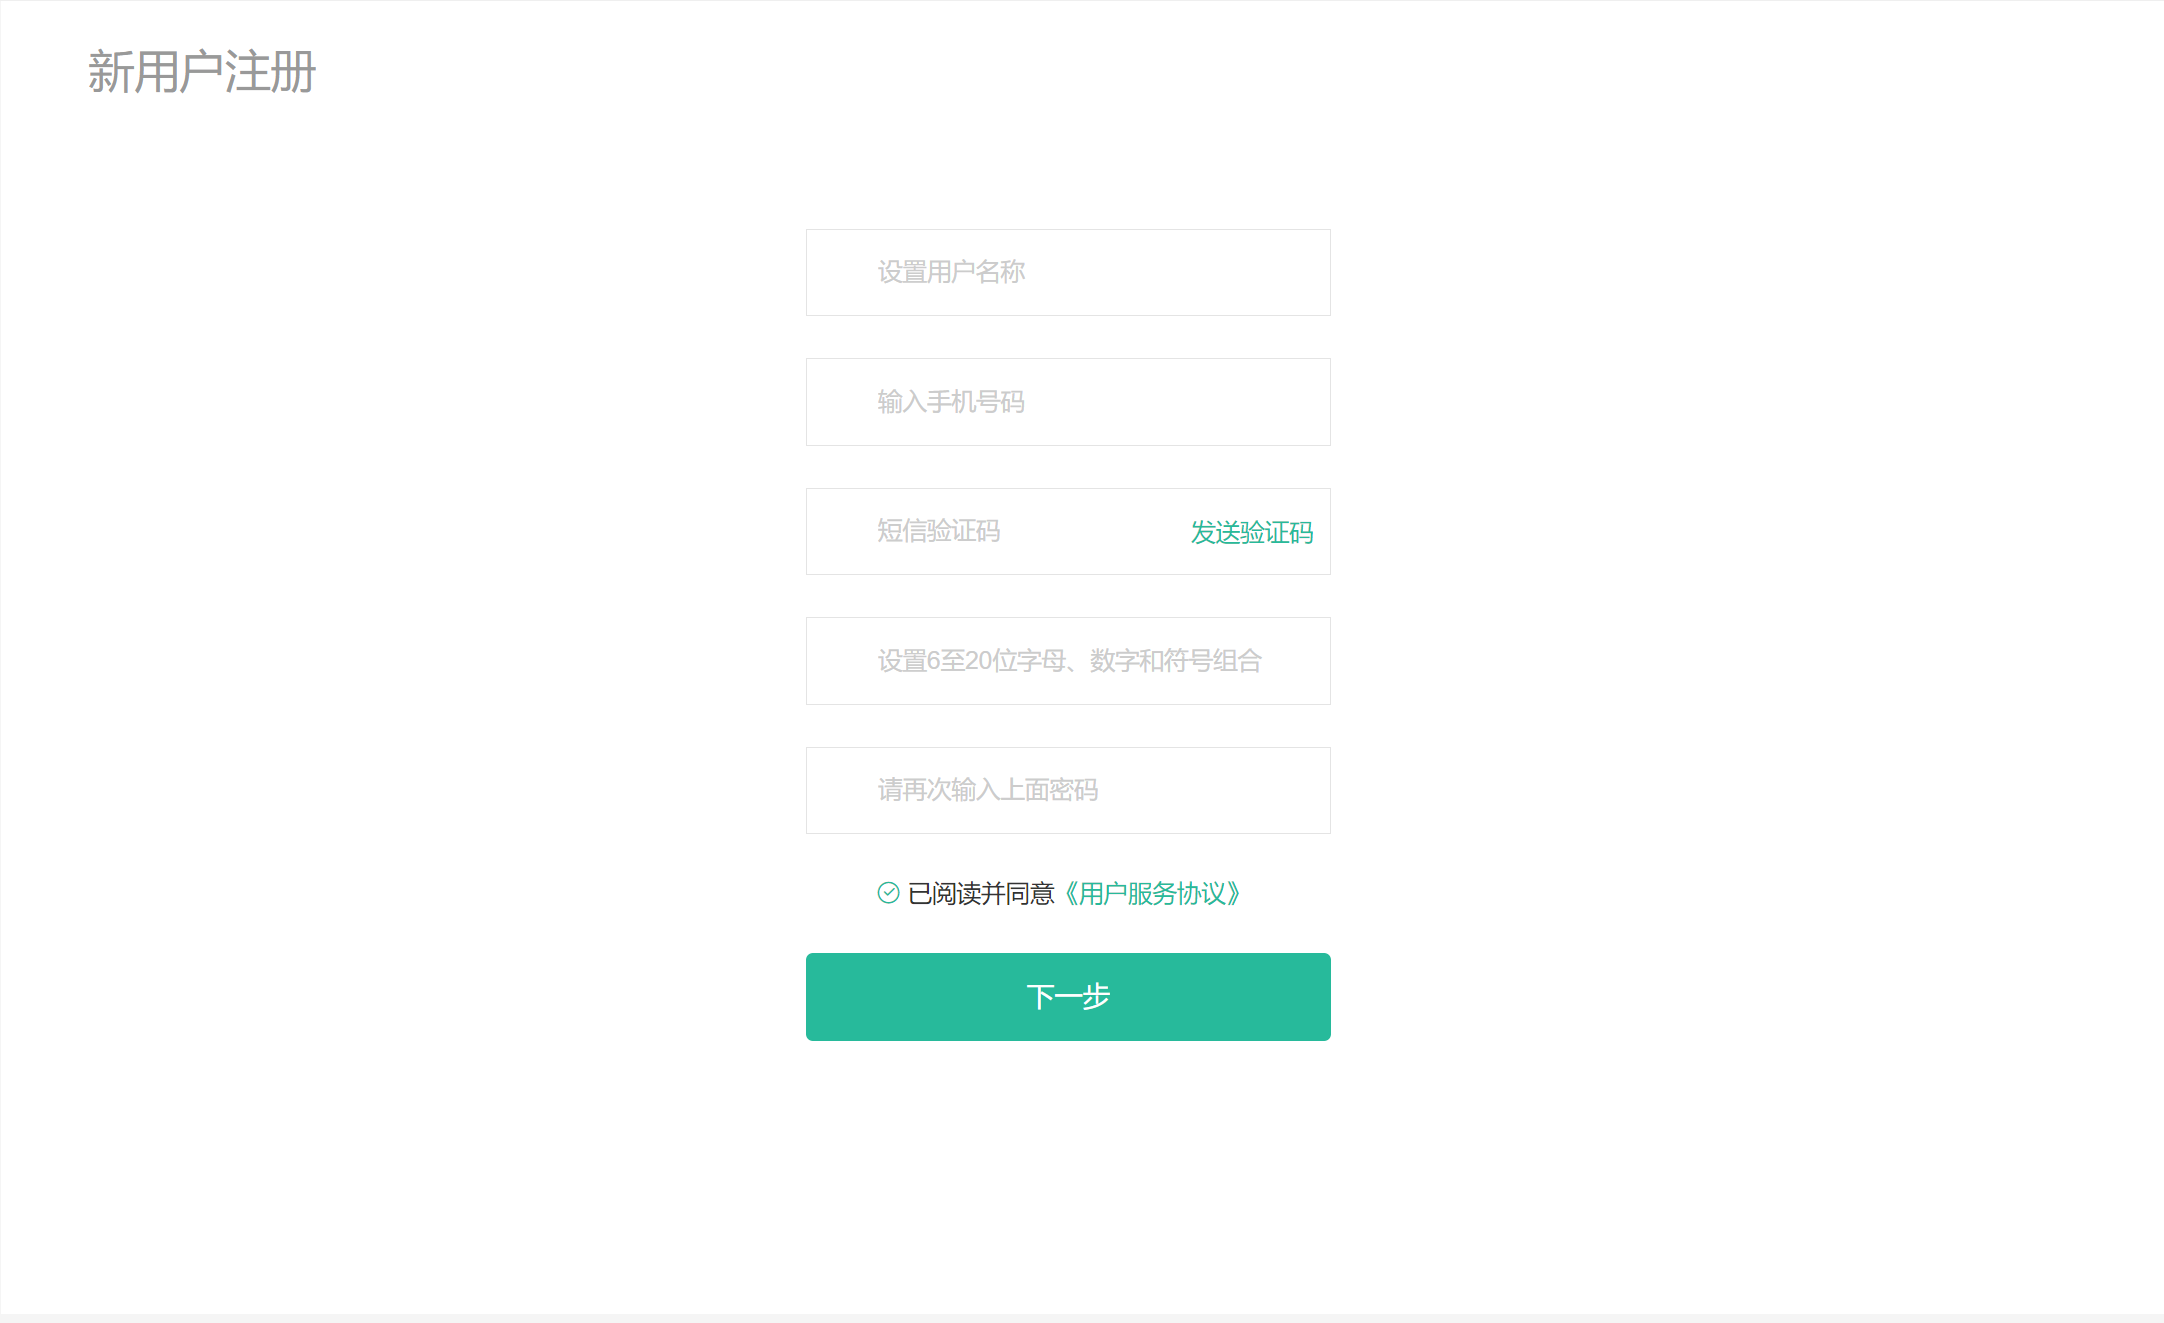 新用户注册
设置用户名称
输入手机号码
短信验证码 发送验证码
设置6至20位字母、数字和符号组合
请再次输入上面密码
已阅读并同意《用户服务协议》
下一步